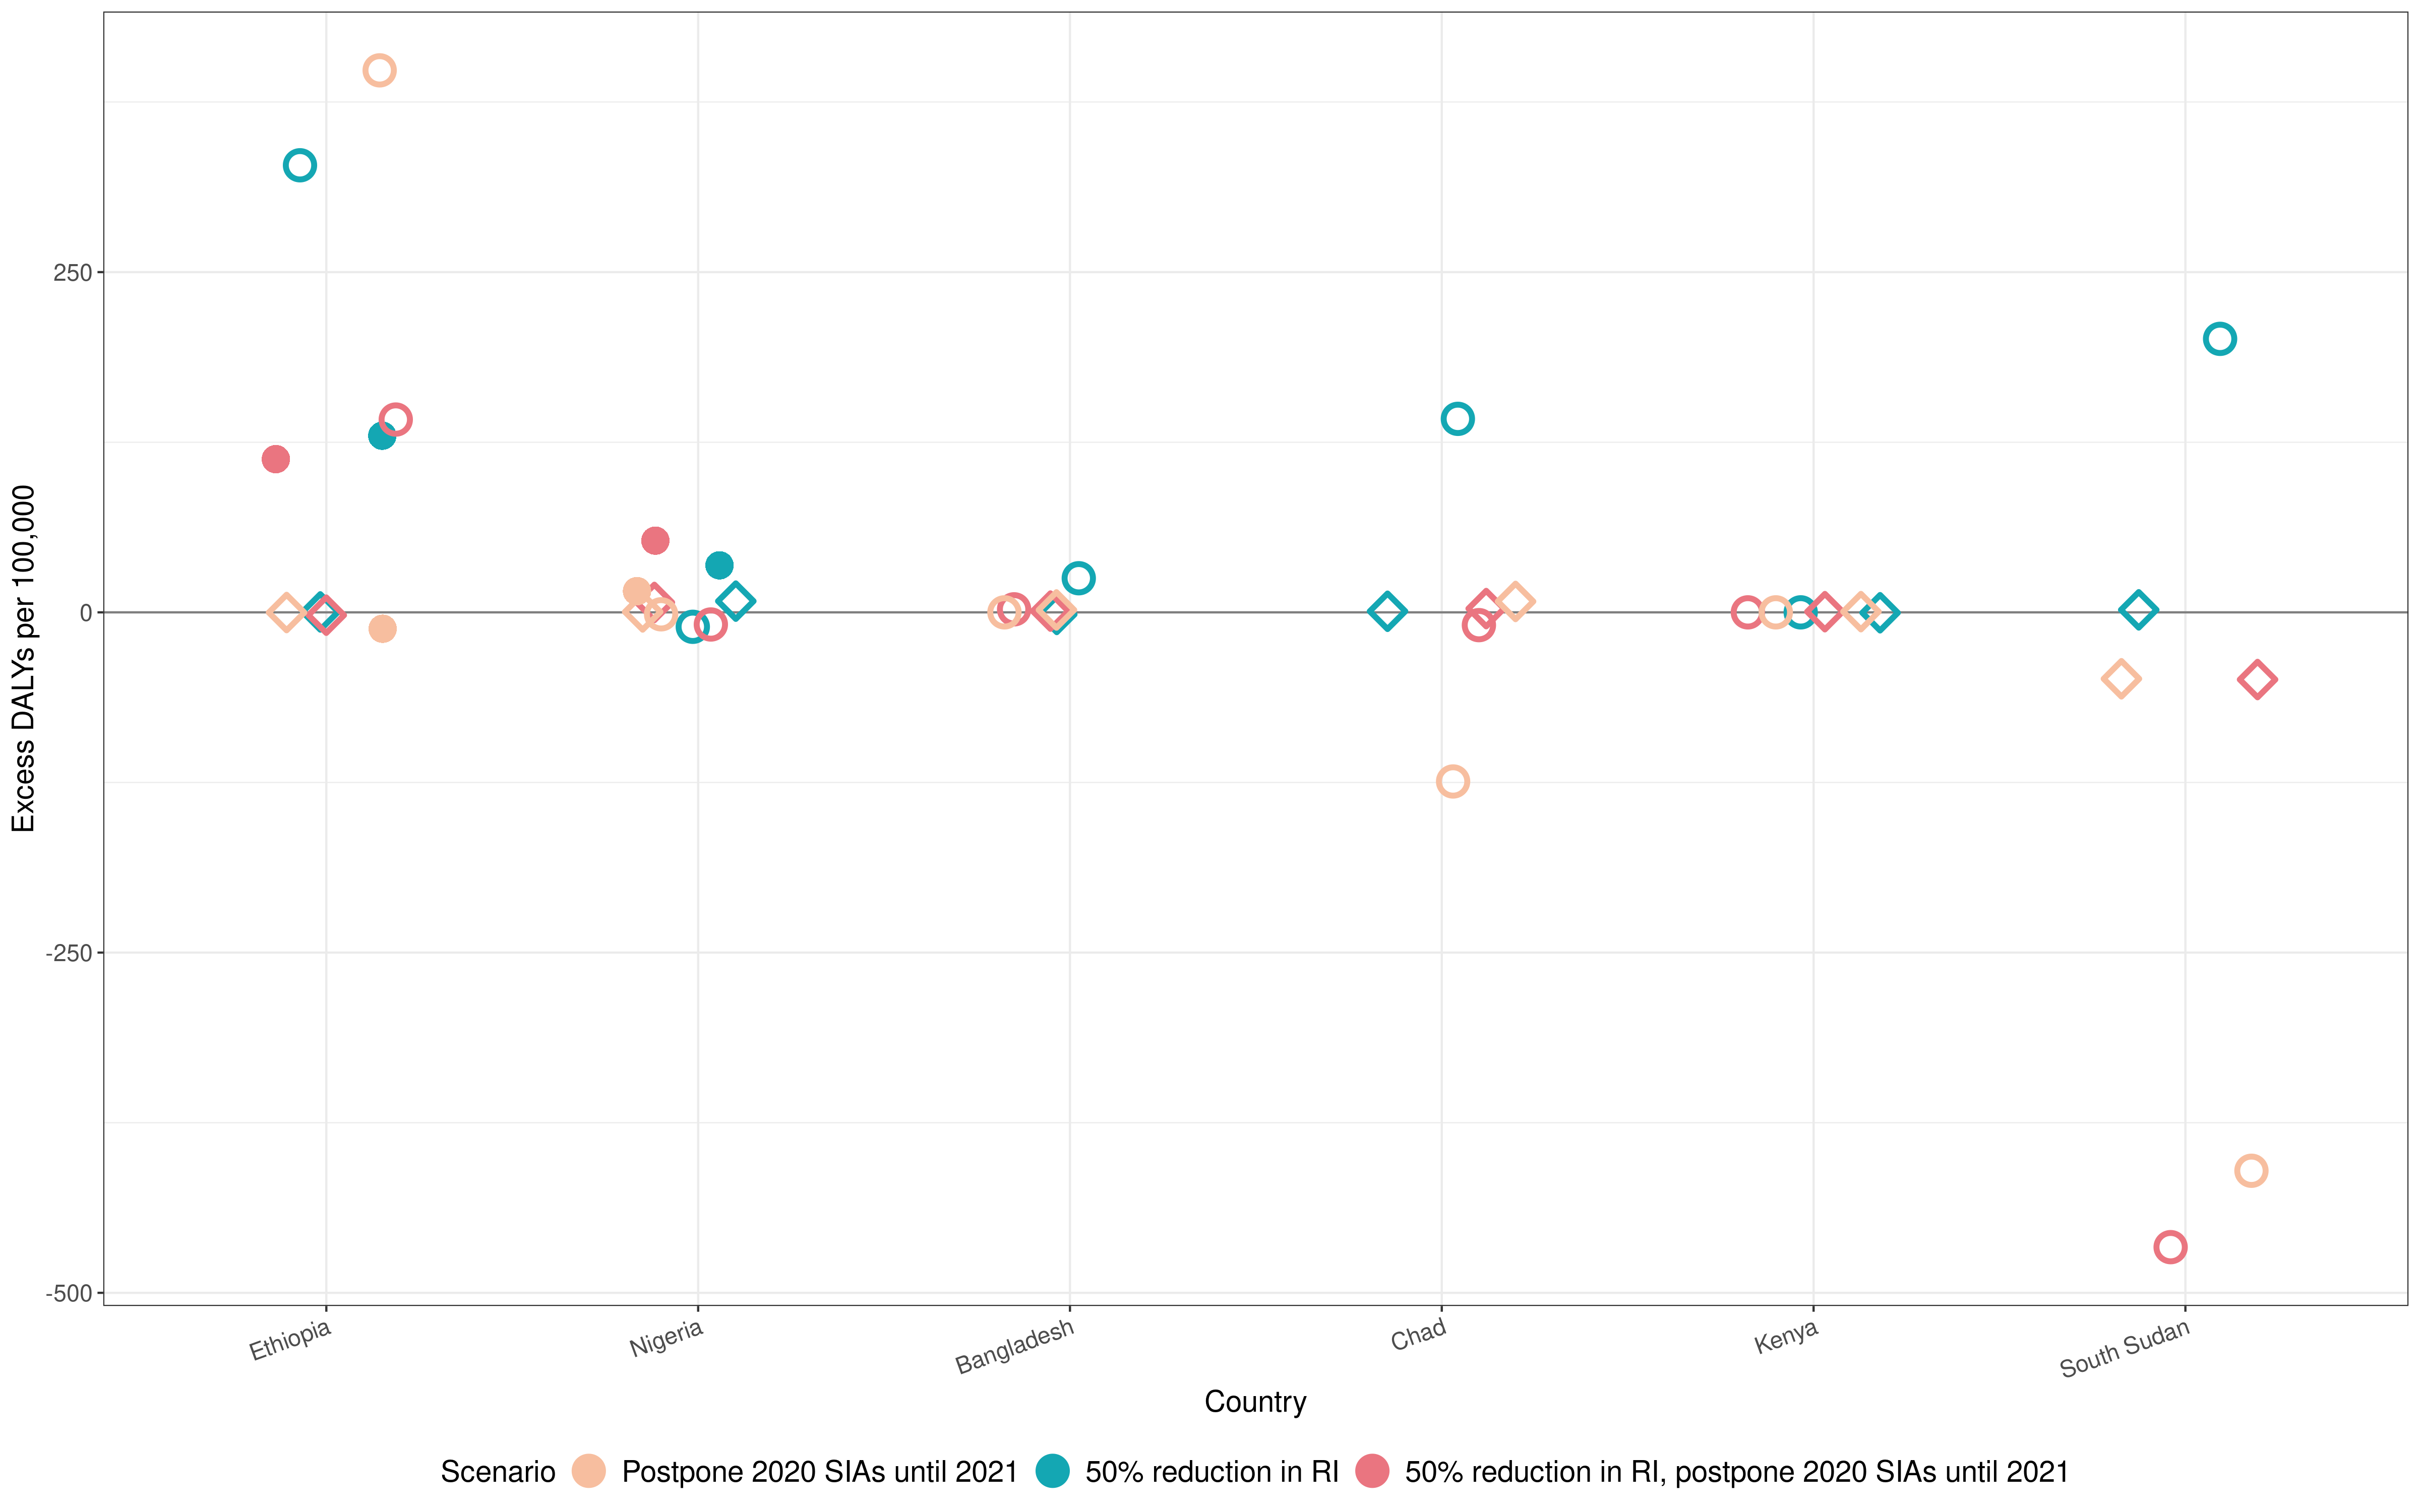 Excess DALYs per 100,000
250
0
-250
-500
Ethiopia
Nigeria
Bangladesh
Chad
Kenya
South Sudan
Country
Scenario
Postpone 2020 SIAs until 2021
50% reduction in RI
50% reduction in RI, postpone 2020 SIAs until 2021